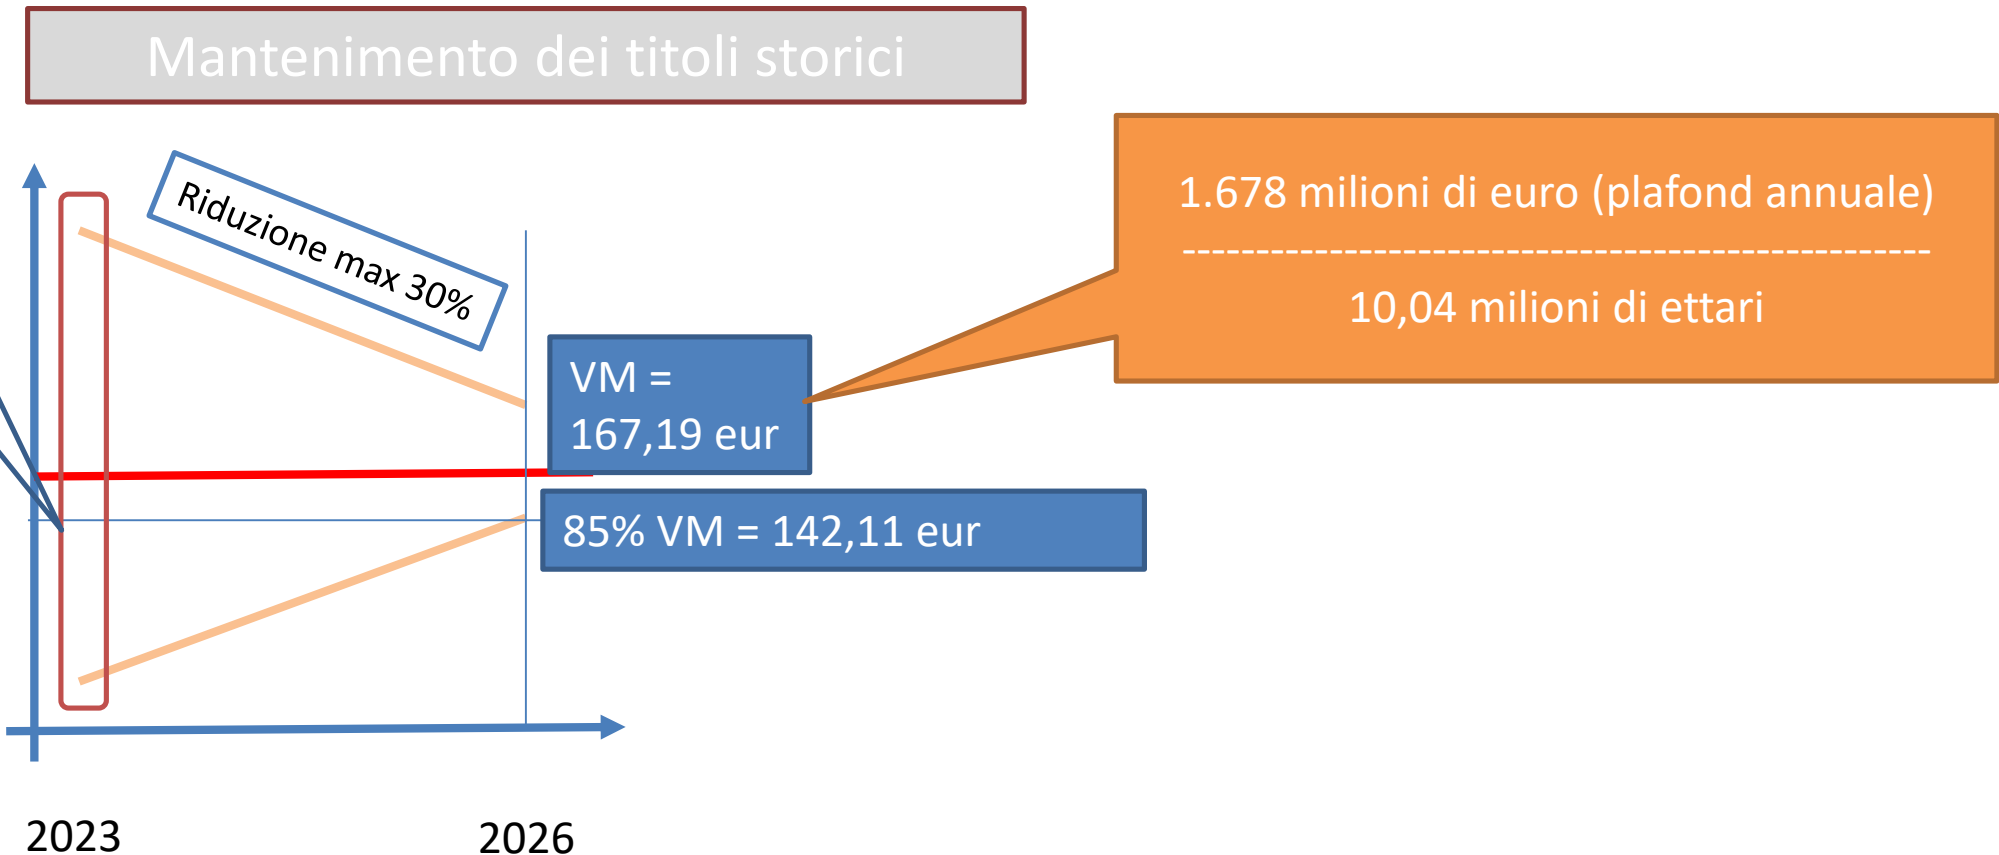 Mantenimento dei titoli storici
Riduzione max 30%
1.678 milioni di euro (plafond annuale)
--------------------------------------------------
10,04 milioni di ettari
VM =
167,19 eur
85% VM = 142,11 eur
2023
2026